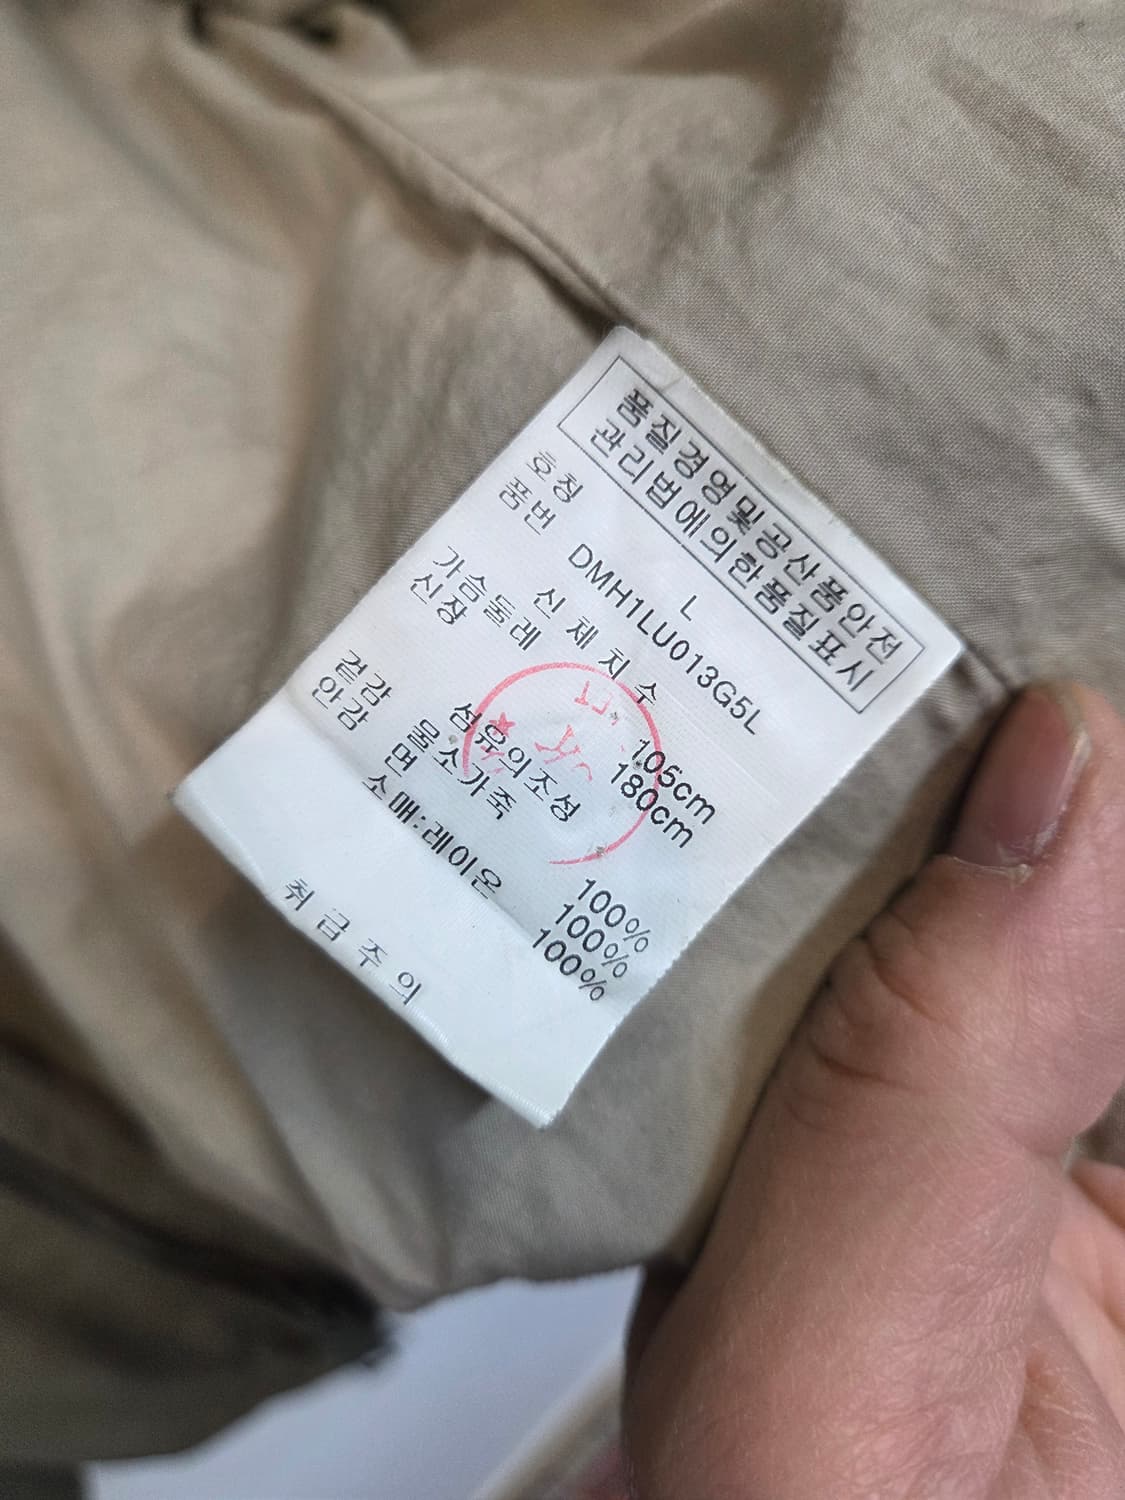 품질경영및공산품안전
관리법에의한품질표시
호칭 L
품번 DMH1LU013G5L
신체치수
가슴둘레 105cm
신장 180cm
섬유의조성
겉감 물소가죽 100%
안감 면 100%
소매:레이온 100%
취급주의